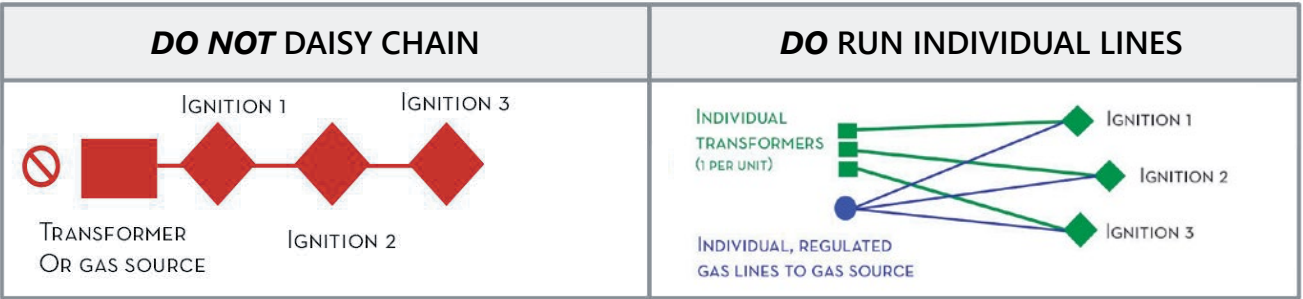 DO NOT DAISY CHAIN
DO RUN INDIVIDUAL LINES
IGNITION 1
IGNITION 3
TRANSFORMER
OR GAS SOURCE
IGNITION 2
INDIVIDUAL
TRANSFORMERS
(1 PER UNIT)
IGNITION 1
IGNITION 2
IGNITION 3
INDIVIDUAL, REGULATED
GAS LINES TO GAS SOURCE